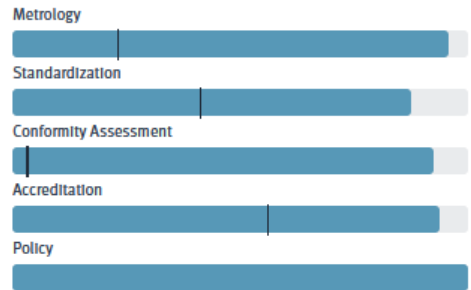 Metrology
Standardization
Conformity Assessment
Accreditation
Policy